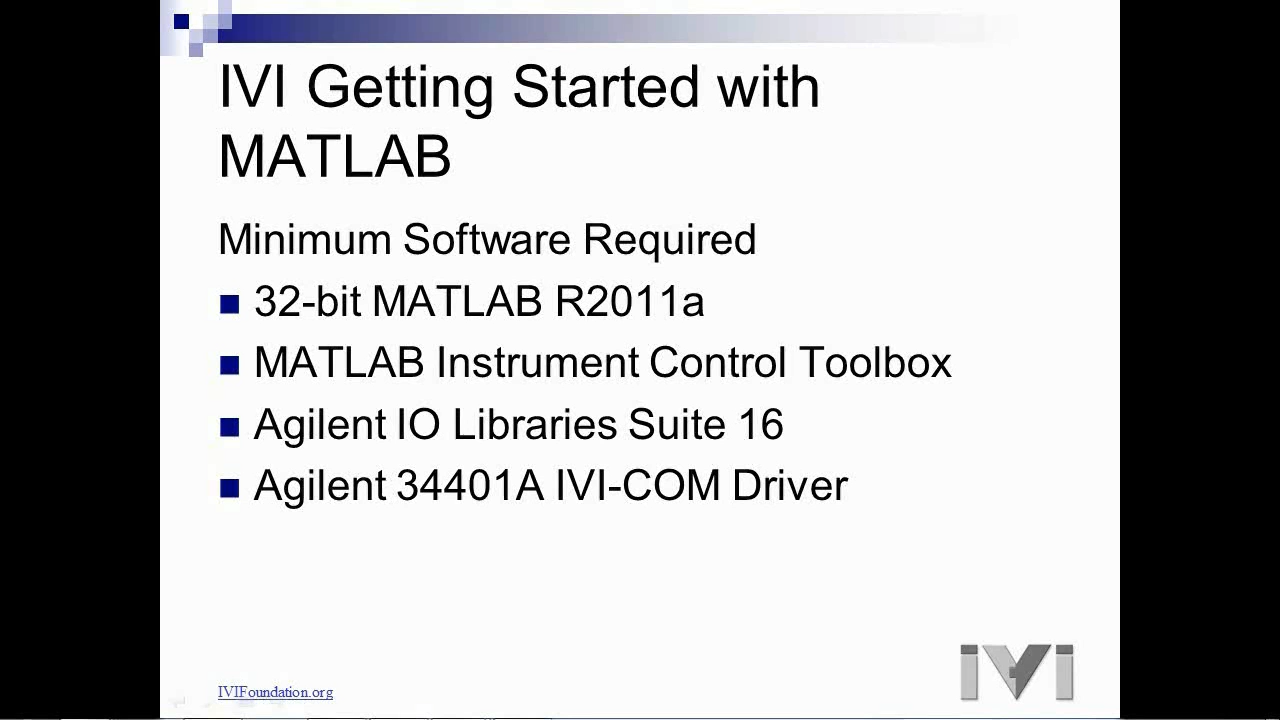 IVI Getting Started with
MATLAB
Minimum Software Required
32-bit MATLAB R2011a
MATLAB Instrument Control Toolbox
Agilent IO Libraries Suite 16
Agilent 34401A IVI-COM Driver
IVIFoundation.org
iVi